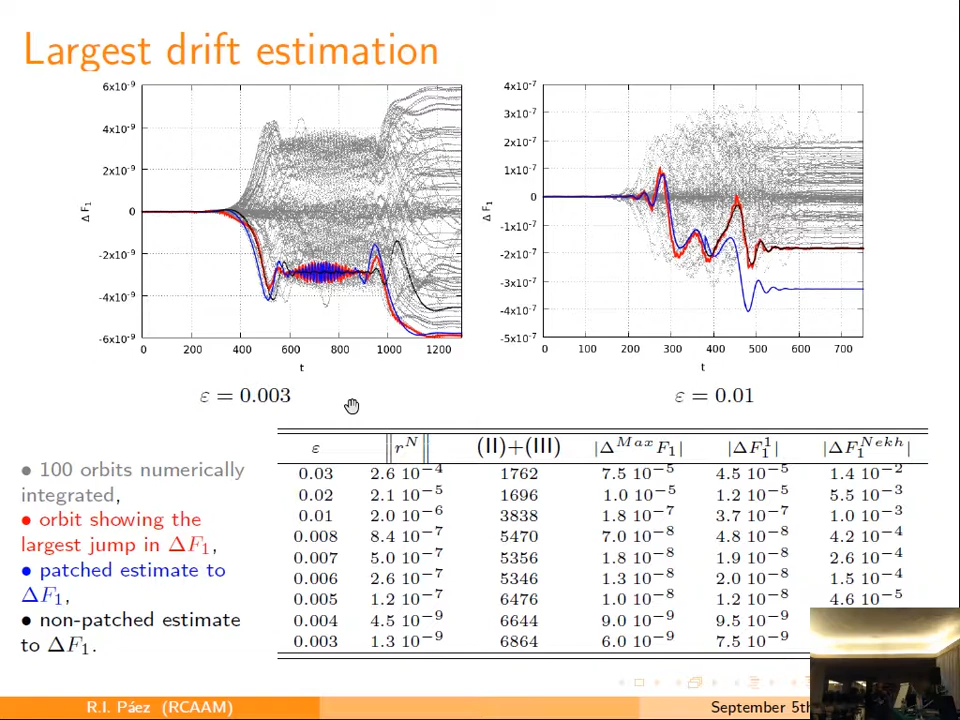 Largest drift estimation
6x10⁻⁹
4x10⁻⁹
2x10⁻⁹
0
-2x10⁻⁹
-4x10⁻⁹
-6x10⁻⁹
Δ F₁
0 200 400 600 800 1000 1200
t
ε = 0.003
4x10⁻⁷
3x10⁻⁷
2x10⁻⁷
1x10⁻⁷
0
-1x10⁻⁷
-2x10⁻⁷
-3x10⁻⁷
-4x10⁻⁷
-5x10⁻⁷
Δ F₁
0 100 200 300 400 500 600 700
t
ε = 0.01
• 100 orbits numerically
integrated,
• orbit showing the
largest jump in ΔF₁,
• patched estimate to
ΔF₁,
• non-patched estimate
to ΔF₁.
ε ‖r^N‖ (II)+(III) |Δ^Max F₁| |ΔF₁¹| |ΔF₁^Nekh|
0.03 2.6 10⁻⁴ 1762 7.5 10⁻⁵ 4.5 10⁻⁵ 1.4 10⁻²
0.02 2.1 10⁻⁵ 1696 1.0 10⁻⁵ 1.2 10⁻⁵ 5.5 10⁻³
0.01 2.0 10⁻⁶ 3838 1.8 10⁻⁷ 3.7 10⁻⁷ 1.0 10⁻³
0.008 8.4 10⁻⁷ 5470 7.0 10⁻⁸ 4.8 10⁻⁸ 4.2 10⁻⁴
0.007 5.0 10⁻⁷ 5356 1.8 10⁻⁸ 1.9 10⁻⁸ 2.6 10⁻⁴
0.006 2.6 10⁻⁷ 5346 1.3 10⁻⁸ 2.0 10⁻⁸ 1.5 10⁻⁴
0.005 1.2 10⁻⁷ 6476 1.0 10⁻⁸ 1.2 10⁻⁸ 4.6 10⁻⁵
0.004 4.5 10⁻⁹ 6644 9.0 10⁻⁹ 9.5 10⁻⁹
0.003 1.3 10⁻⁹ 6864 6.0 10⁻⁹ 7.5 10⁻⁹
R.I. Páez (RCAAM) September 5th